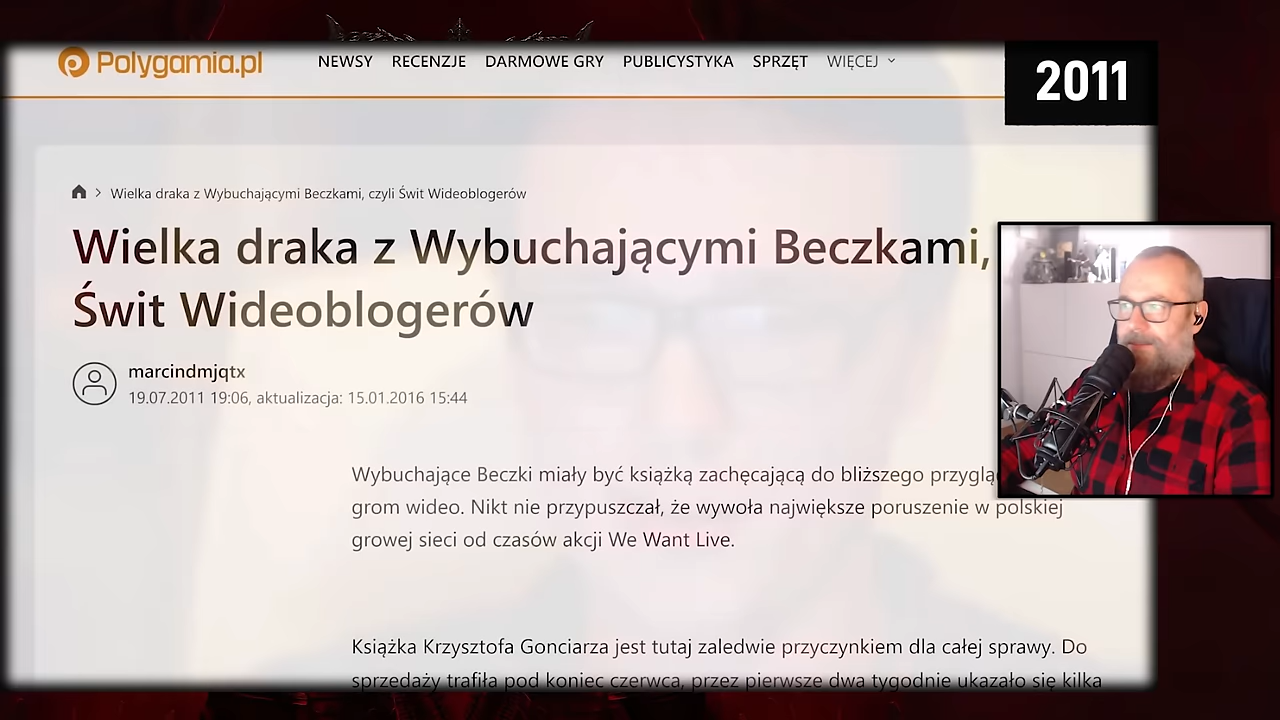 Polygamia.pl
NEWSY RECENZJE DARMOWE GRY PUBLICYSTYKA SPRZĘT WIĘCEJ
2011
Wielka draka z Wybuchającymi Beczkami, czyli Świt Wideoblogerów
Wielka draka z Wybuchającymi Beczkami,
Świt Wideoblogerów
marcindmjqtx
19.07.2011 19:06, aktualizacja: 15.01.2016 15:44
Wybuchające Beczki miały być książką zachęcającą do bliższego
grom wideo. Nikt nie przypuszczał, że wywoła największe poruszenie w polskiej
growej sieci od czasów akcji We Want Live.
Książka Krzysztofa Gonciarza jest tutaj zaledwie przyczynkiem dla całej sprawy. Do
sprzedaży trafiła pod koniec czerwca, przez pierwsze dwa tygodnie ukazało się kilka